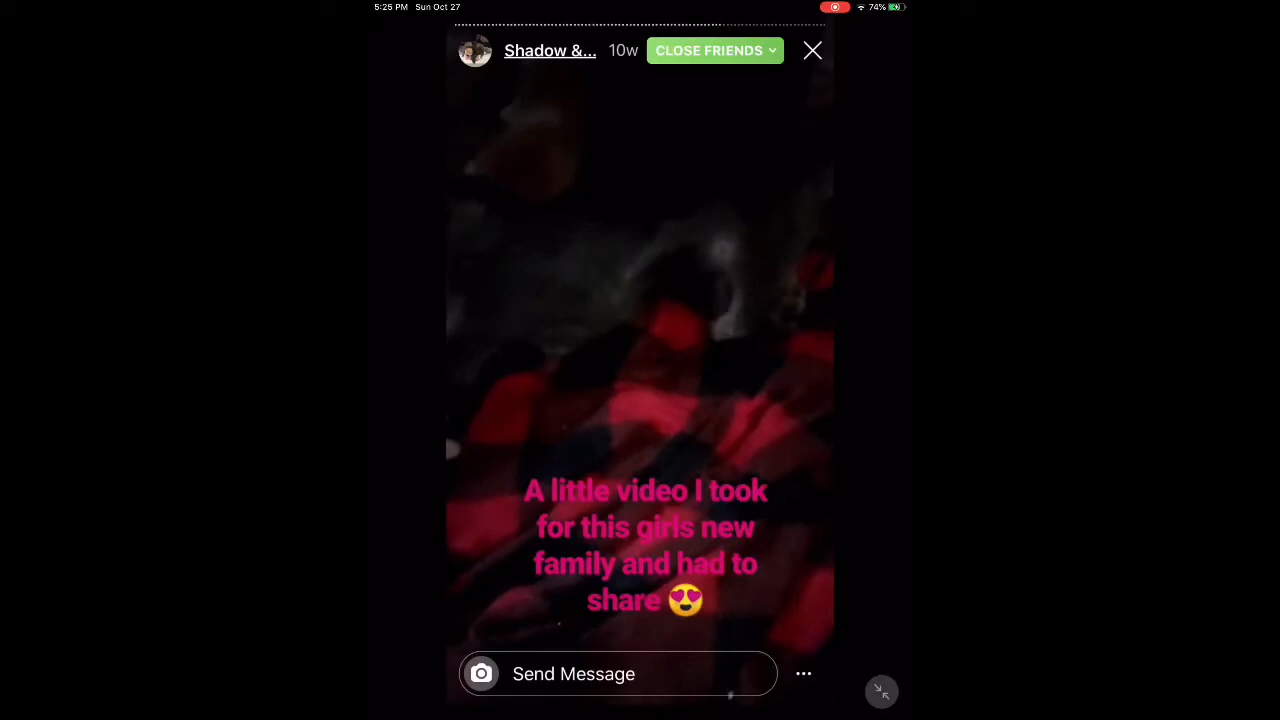 5:25 PM Sun Oct 27 74%
Shadow &... 10w CLOSE FRIENDS
A little video I took
for this girls new
family and had to
share 😍
Send Message